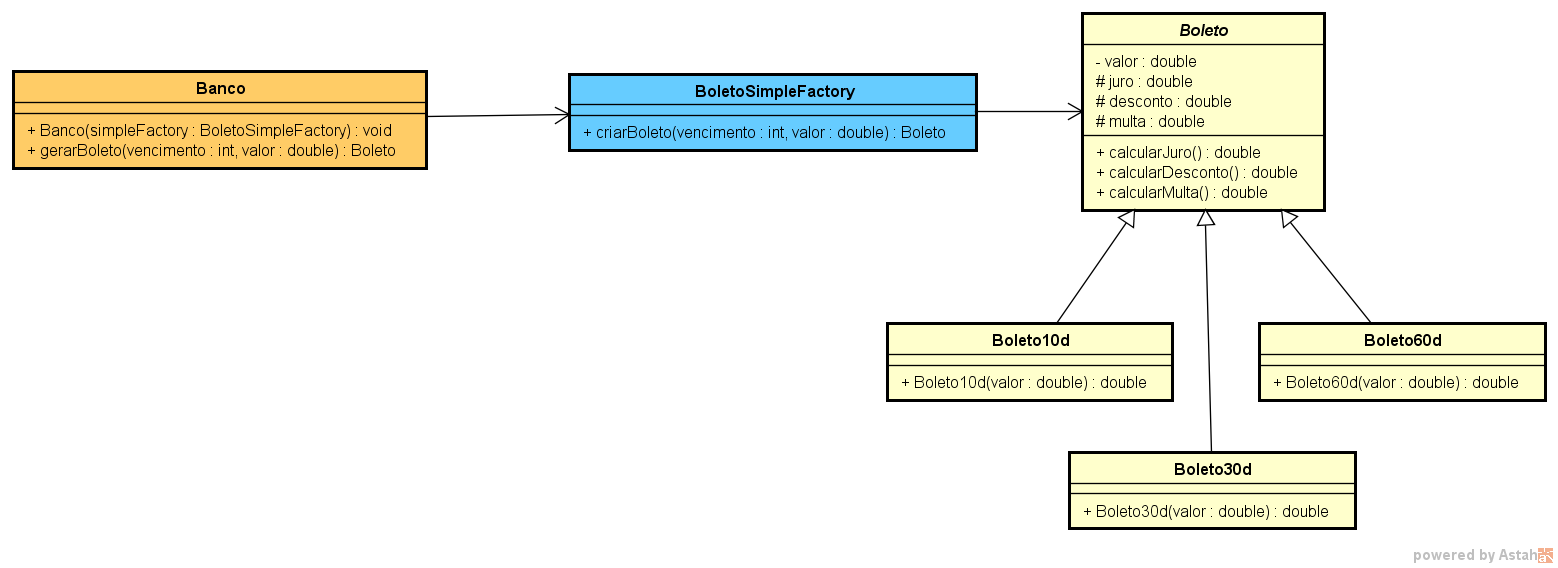 Banco
+ Banco(simpleFactory : BoletoSimpleFactory) : void
+ gerarBoleto(vencimento : int, valor : double) : Boleto
BoletoSimpleFactory
+ criarBoleto(vencimento : int, valor : double) : Boleto
Boleto
- valor : double
# juro : double
# desconto : double
# multa : double
+ calcularJuro() : double
+ calcularDesconto() : double
+ calcularMulta() : double
Boleto10d
+ Boleto10d(valor : double) : double
Boleto60d
+ Boleto60d(valor : double) : double
Boleto30d
+ Boleto30d(valor : double) : double
powered by Astah